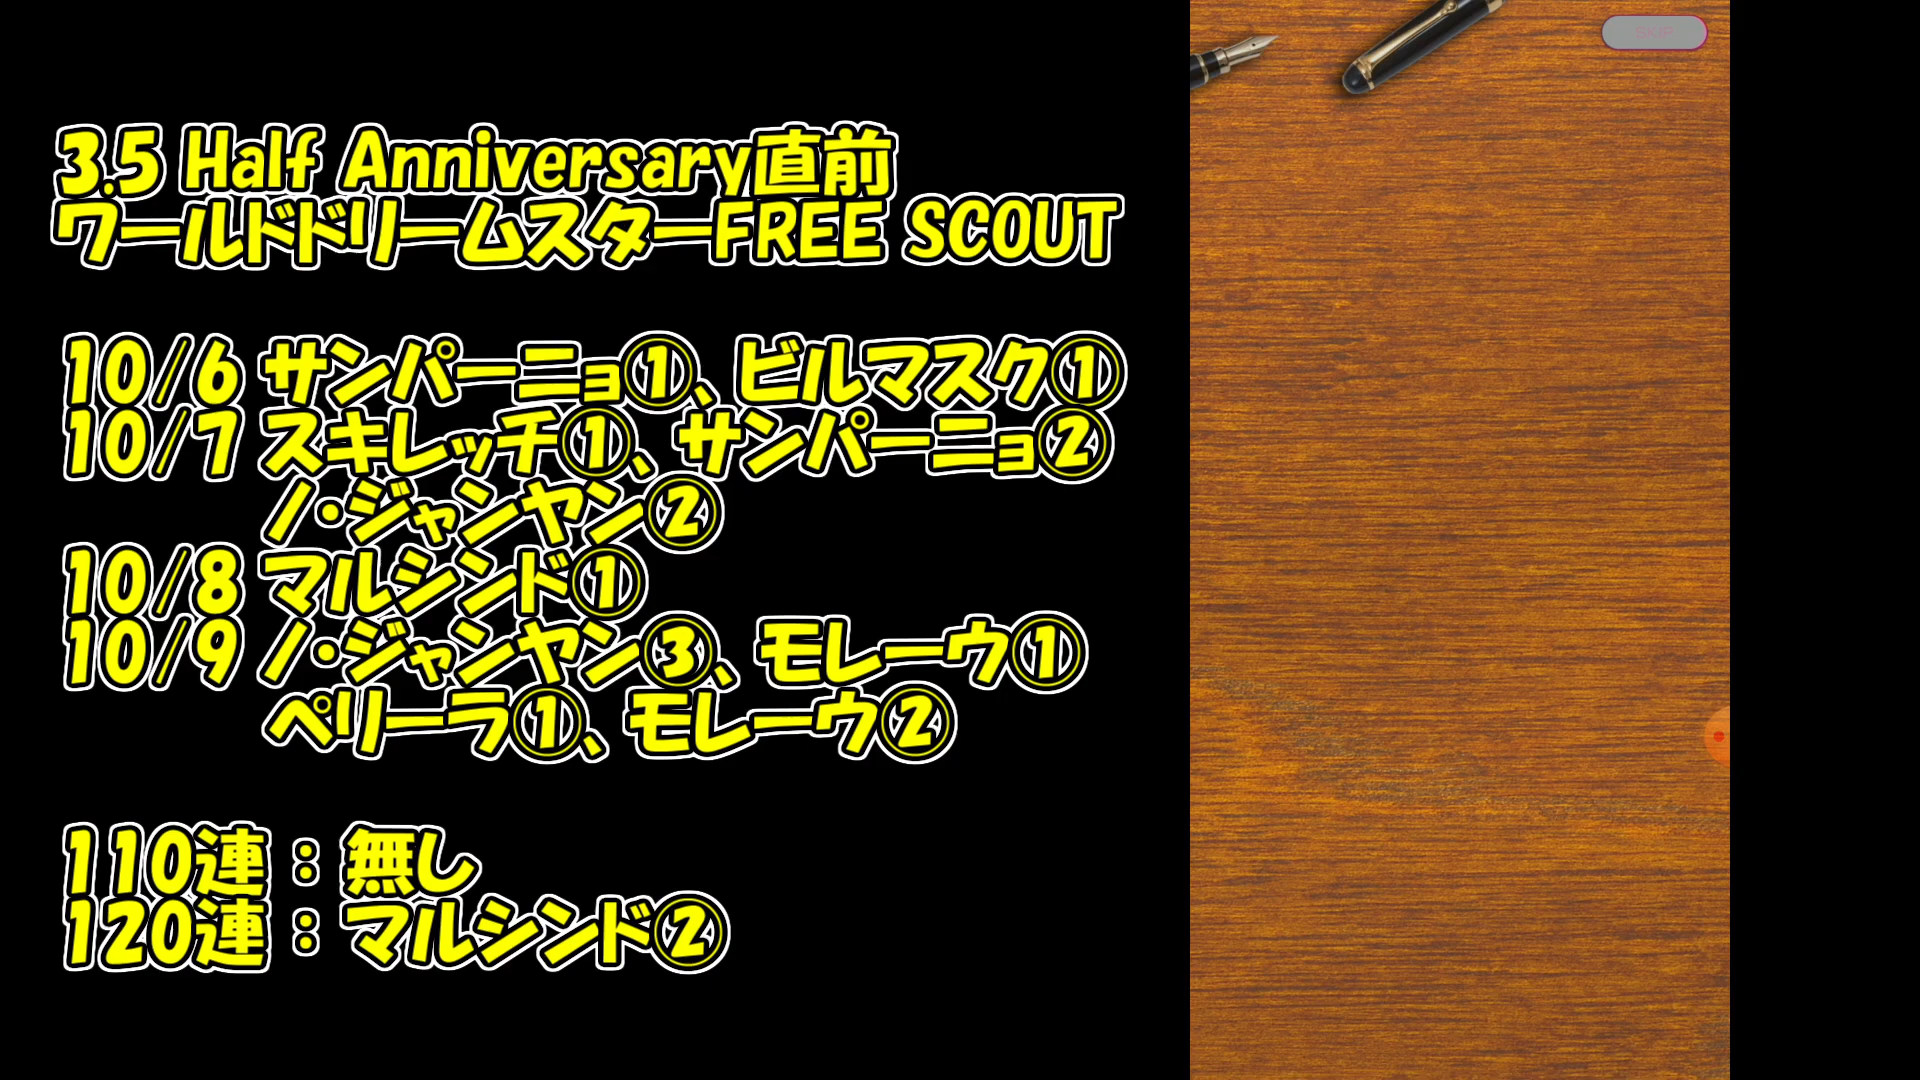 3.5 Half Anniversary直前
ワールドドリームスターFREE SCOUT
10/6 サンパーニョ①、ビルマスク①
10/7 スキレッチ①、サンパーニョ②
ノ・ジャンヤン②
10/8 マルシンド①
10/9 ノ・ジャンヤン③、モレーウ①
ペリーラ①、モレーウ②
110連：無し
120連：マルシンド②
SKIP